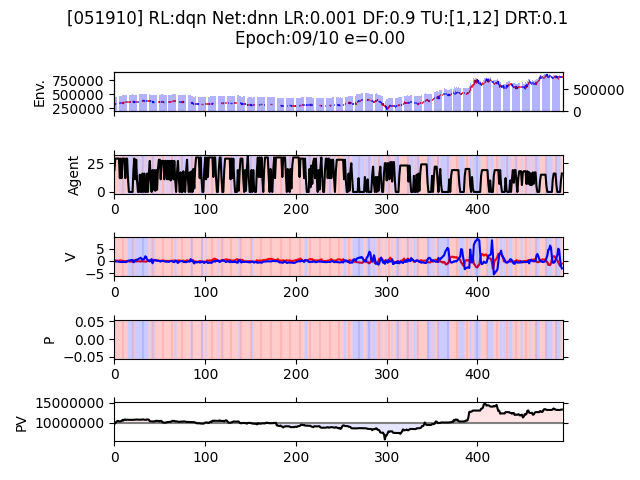 [051910] RL:dqn Net:dnn LR:0.001 DF:0.9 TU:[1,12] DRT:0.1
Epoch:09/10 e=0.00
Env.
750000
500000
250000
500000
0
Agent
25
0
0 100 200 300 400
V
5
0
−5
0 100 200 300 400
P
0.05
0.00
−0.05
0 100 200 300 400
PV
15000000
10000000
0 100 200 300 400